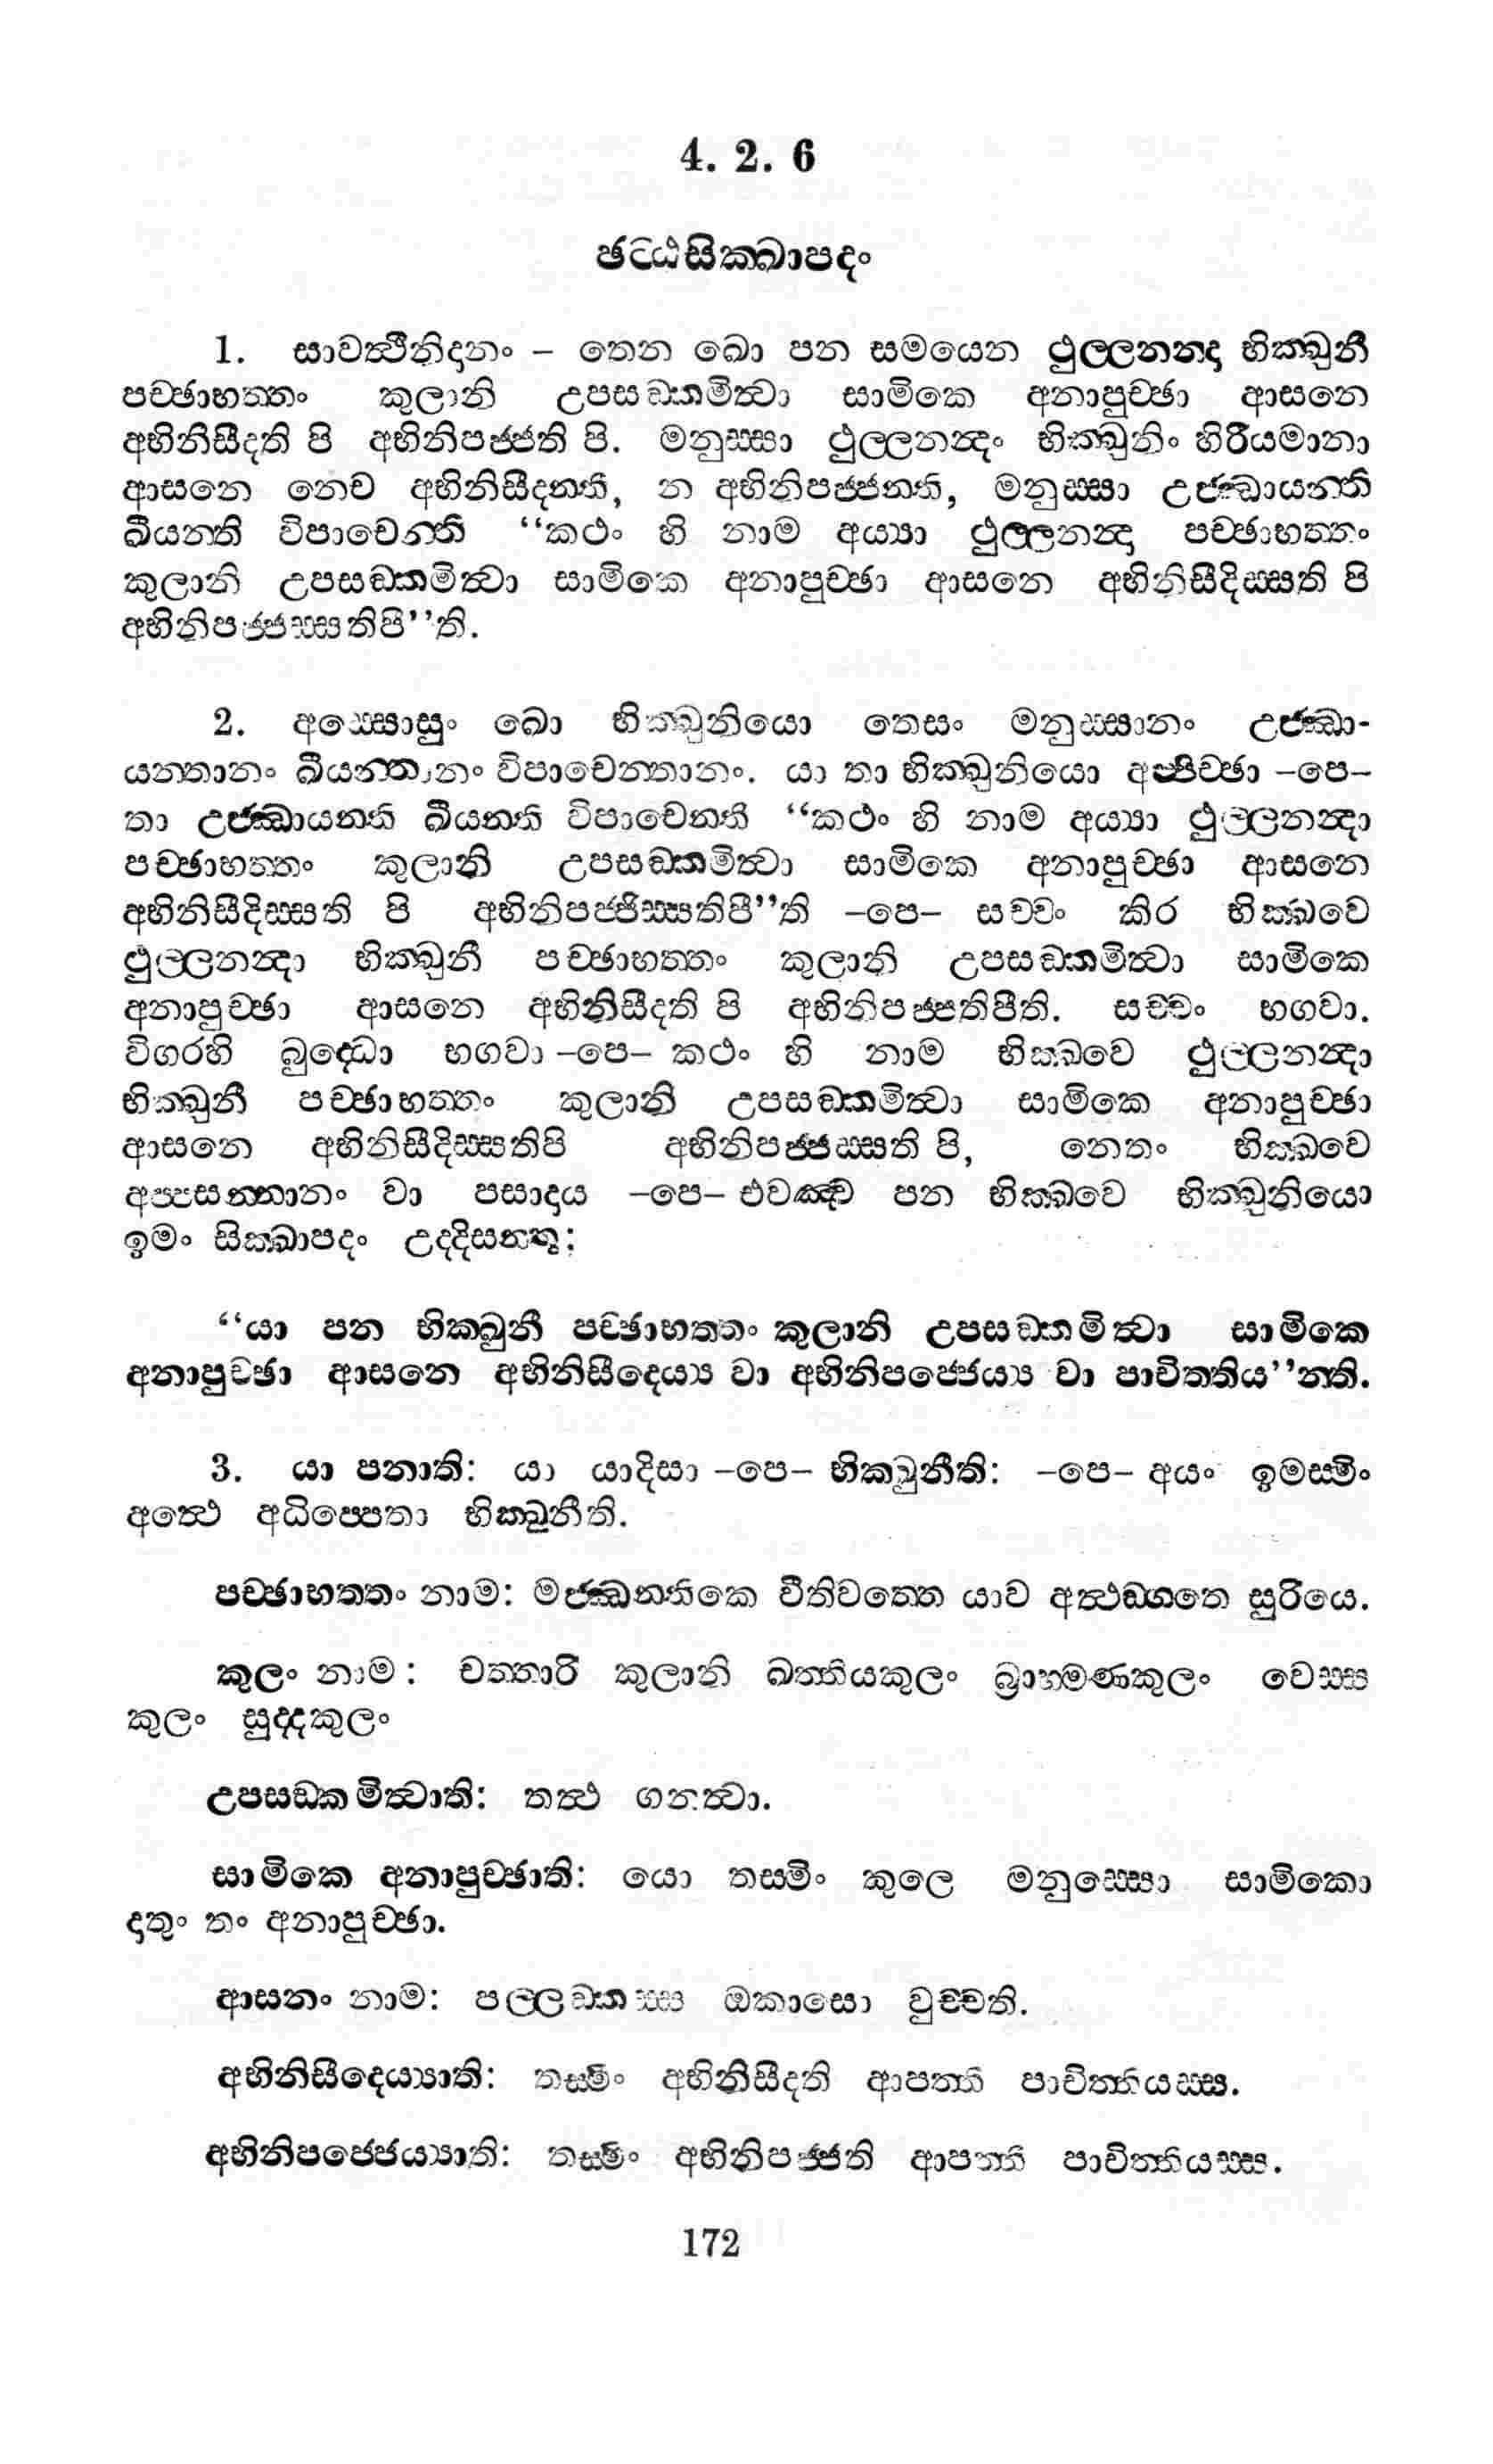 4. 2. 6
ඡට්ඨසික්ඛාපදං
1. සාවත්ථිනිදානං – තෙන ඛො පන සමයෙන ථුල්ලනන්දා භික්ඛුනී
පච්ඡාභත්තං කුලානි උපසඞ්කමිත්වා සාමිකෙ අනාපුච්ඡා ආසනෙ
අභිනිසීදති පි අභිනිපජ්ජති පි. මනුස්සා ථුල්ලනන්දං භික්ඛුනිං හිරීයමානා
ආසනෙ නෙව අභිනිසීදන්ති, න අභිනිපජ්ජන්ති, මනුස්සා උජ්ඣායන්ති
ඛීයන්ති විපාචෙන්ති “කථං හි නාම අය්‍යා ථුල්ලනන්දා පච්ඡාභත්තං
කුලානි උපසඞ්කමිත්වා සාමිකෙ අනාපුච්ඡා ආසනෙ අභිනිසීදිස්සති පි
අභිනිපජ්ජස්සතිපී”ති.
2. අස්සොසුං ඛො භික්ඛුනියො තෙසං මනුස්සානං උජ්ඣා-
යන්තානං ඛීයන්තානං විපාචෙන්තානං. යා තා භික්ඛුනියො අප්පිච්ඡා –පෙ–
තා උජ්ඣායන්ති ඛීයන්ති විපාචෙන්ති “කථං හි නාම අය්‍යා ථුල්ලනන්දා
පච්ඡාභත්තං කුලානි උපසඞ්කමිත්වා සාමිකෙ අනාපුච්ඡා ආසනෙ
අභිනිසීදිස්සති පි අභිනිපජ්ජිස්සතිපී”ති –පෙ– සච්චං කිර භික්ඛවෙ
ථුල්ලනන්දා භික්ඛුනී පච්ඡාභත්තං කුලානි උපසඞ්කමිත්වා සාමිකෙ
අනාපුච්ඡා ආසනෙ අභිනිසීදති පි අභිනිපජ්පතිපීති. සච්චං භගවා.
විගරහි බුද්ධො භගවා –පෙ– කථං හි නාම භික්ඛවෙ ථුල්ලනන්දා
භික්ඛුනී පච්ඡාභත්තං කුලානි උපසඞ්කමිත්වා සාමිකෙ අනාපුච්ඡා
ආසනෙ අභිනිසීදිස්සතිපි අභිනිපජ්ජස්සති පි, නෙතං භික්ඛවෙ
අප්පසන්නානං වා පසාදාය –පෙ– එවඤ්ච පන භික්ඛවෙ භික්ඛුනියො
ඉමං සික්ඛාපදං උද්දිසන්තු:
“යා පන භික්ඛුනී පච්ඡාභත්තං කුලානි උපසඞ්කමිත්වා සාමිකෙ
අනාපුච්ඡා ආසනෙ අභිනිසීදෙය්‍ය වා අභිනිපජ්ජෙය්‍ය වා පාචිත්තිය”න්ති.
3. යා පනාති: යා යාදිසා –පෙ– භික්ඛුනීති: –පෙ– අයං ඉමස්මිං
අත්ථෙ අධිප්පෙතා භික්ඛුනීති.
පච්ඡාභත්තං නාම: මජ්ඣන්තිකෙ වීතිවත්තෙ යාව අත්ථඞ්ගතෙ සුරියෙ.
කුලං නාම: චත්තාරි කුලානි ඛත්තියකුලං බ්‍රාහ්මණකුලං වෙස්ස
කුලං සුද්දකුලං
උපසඞ්කමිත්වාති: තත්ථ ගන්ත්වා.
සාමිකෙ අනාපුච්ඡාති: යො තස්මිං කුලෙ මනුස්සො සාමිකො
දාතුං තං අනාපුච්ඡා.
ආසනං නාම: පල්ලඞ්කස්ස ඔකාසො වුච්චති.
අභිනිසීදෙය්‍යාති: තස්මිං අභිනිසීදති ආපත්ති පාචිත්තියස්ස.
අභිනිපජ්ජෙය්‍යාති: තස්මිං අභිනිපජ්ජති ආපත්ති පාචිත්තියස්ස.
172